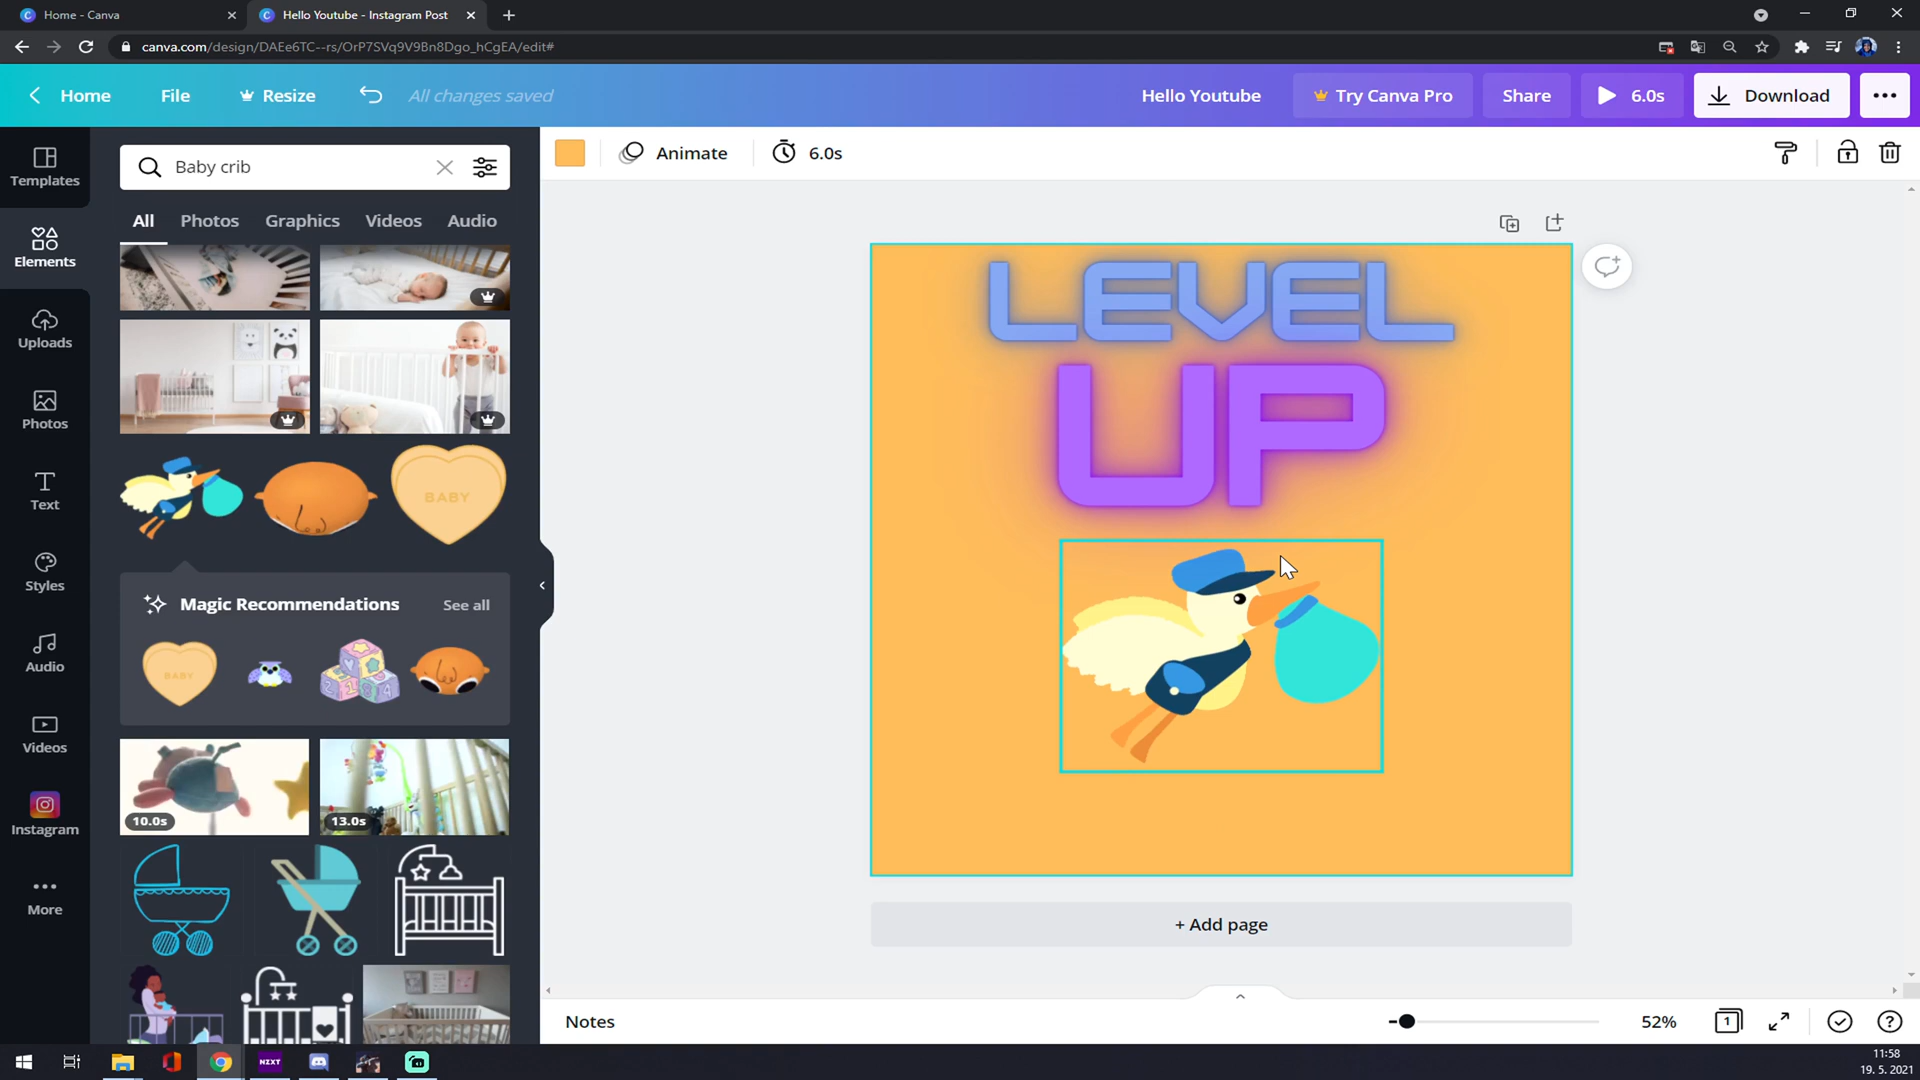 Home - Canva
Hello Youtube - Instagram Post
canva.com/design/DAEe6TC--rs/OrP7SVq9V9Bn8Dgo_hCgEA/edit#
Home File Resize All changes saved
Hello Youtube Try Canva Pro Share 6.0s Download
Templates
Elements
Uploads
Photos
Text
Styles
Audio
Videos
Instagram
More
Baby crib
All Photos Graphics Videos Audio
BABY
Magic Recommendations See all
BABY
10.0s 13.0s
Animate 6.0s
LEVEL
UP
+ Add page
Notes
52% 1
NZXT
11:58
19. 5. 2021